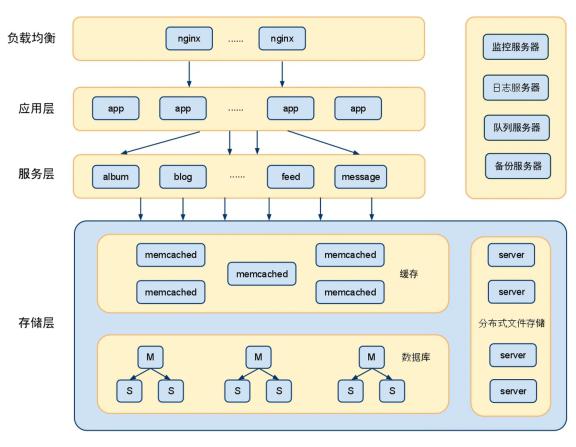 负载均衡
nginx ...... nginx
应用层
app app ...... app app
服务层
album blog ...... feed message
存储层
memcached memcached
memcached
memcached memcached
缓存
M M M
数据库
S S S S S S
server
server
分布式文件存储
server
server
监控服务器
日志服务器
队列服务器
备份服务器